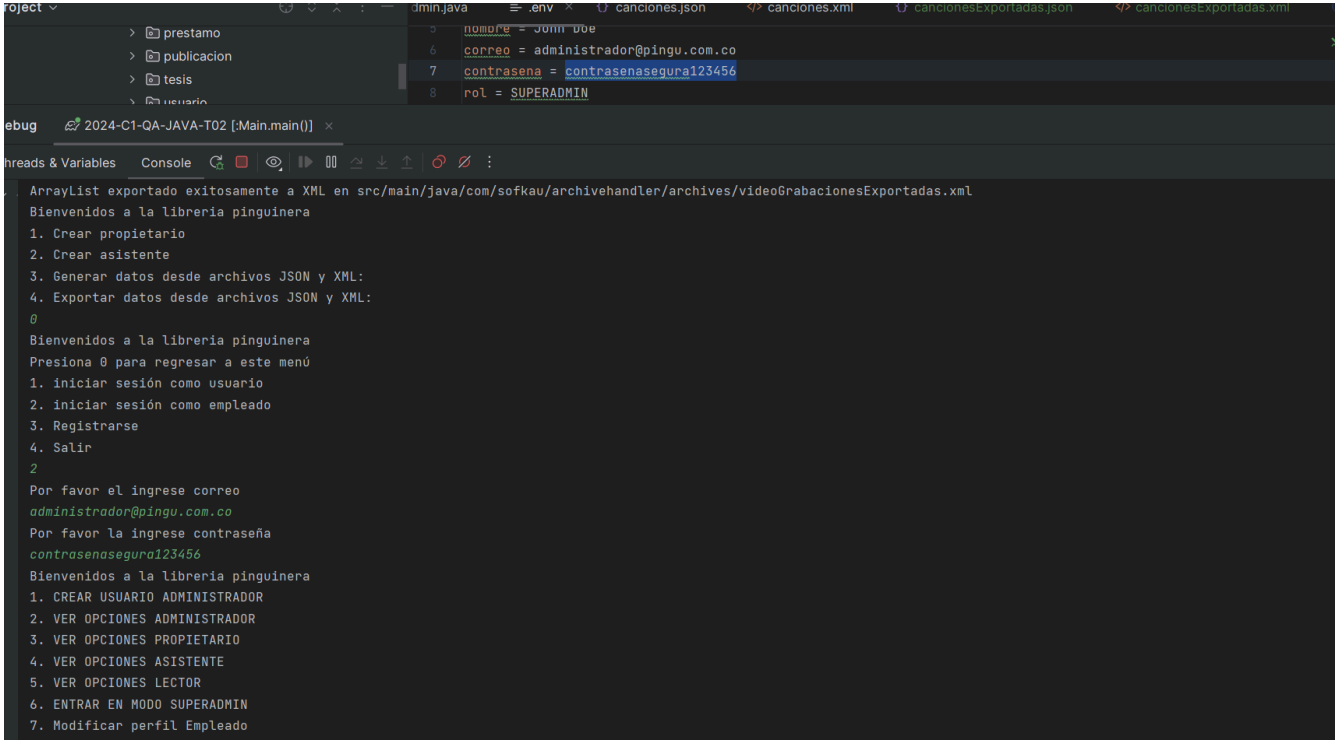 roject
dmin.java
.env
canciones.json
canciones.xml
cancionesExportadas.json
cancionesExportadas.xml
prestamo
publicacion
tesis
usuario
5 nombre = John Doe
6 correo = administrador@pingu.com.co
7 contrasena = contrasenasegura123456
8 rol = SUPERADMIN
ebug 2024-C1-QA-JAVA-T02 [:Main.main()]
hreads & Variables Console
ArrayList exportado exitosamente a XML en src/main/java/com/sofkau/archivehandler/archives/videoGrabacionesExportadas.xml
Bienvenidos a la libreria pinguinera
1. Crear propietario
2. Crear asistente
3. Generar datos desde archivos JSON y XML:
4. Exportar datos desde archivos JSON y XML:
0
Bienvenidos a la libreria pinguinera
Presiona 0 para regresar a este menú
1. iniciar sesión como usuario
2. iniciar sesión como empleado
3. Registrarse
4. Salir
2
Por favor el ingrese correo
administrador@pingu.com.co
Por favor la ingrese contraseña
contrasenasegura123456
Bienvenidos a la libreria pinguinera
1. CREAR USUARIO ADMINISTRADOR
2. VER OPCIONES ADMINISTRADOR
3. VER OPCIONES PROPIETARIO
4. VER OPCIONES ASISTENTE
5. VER OPCIONES LECTOR
6. ENTRAR EN MODO SUPERADMIN
7. Modificar perfil Empleado